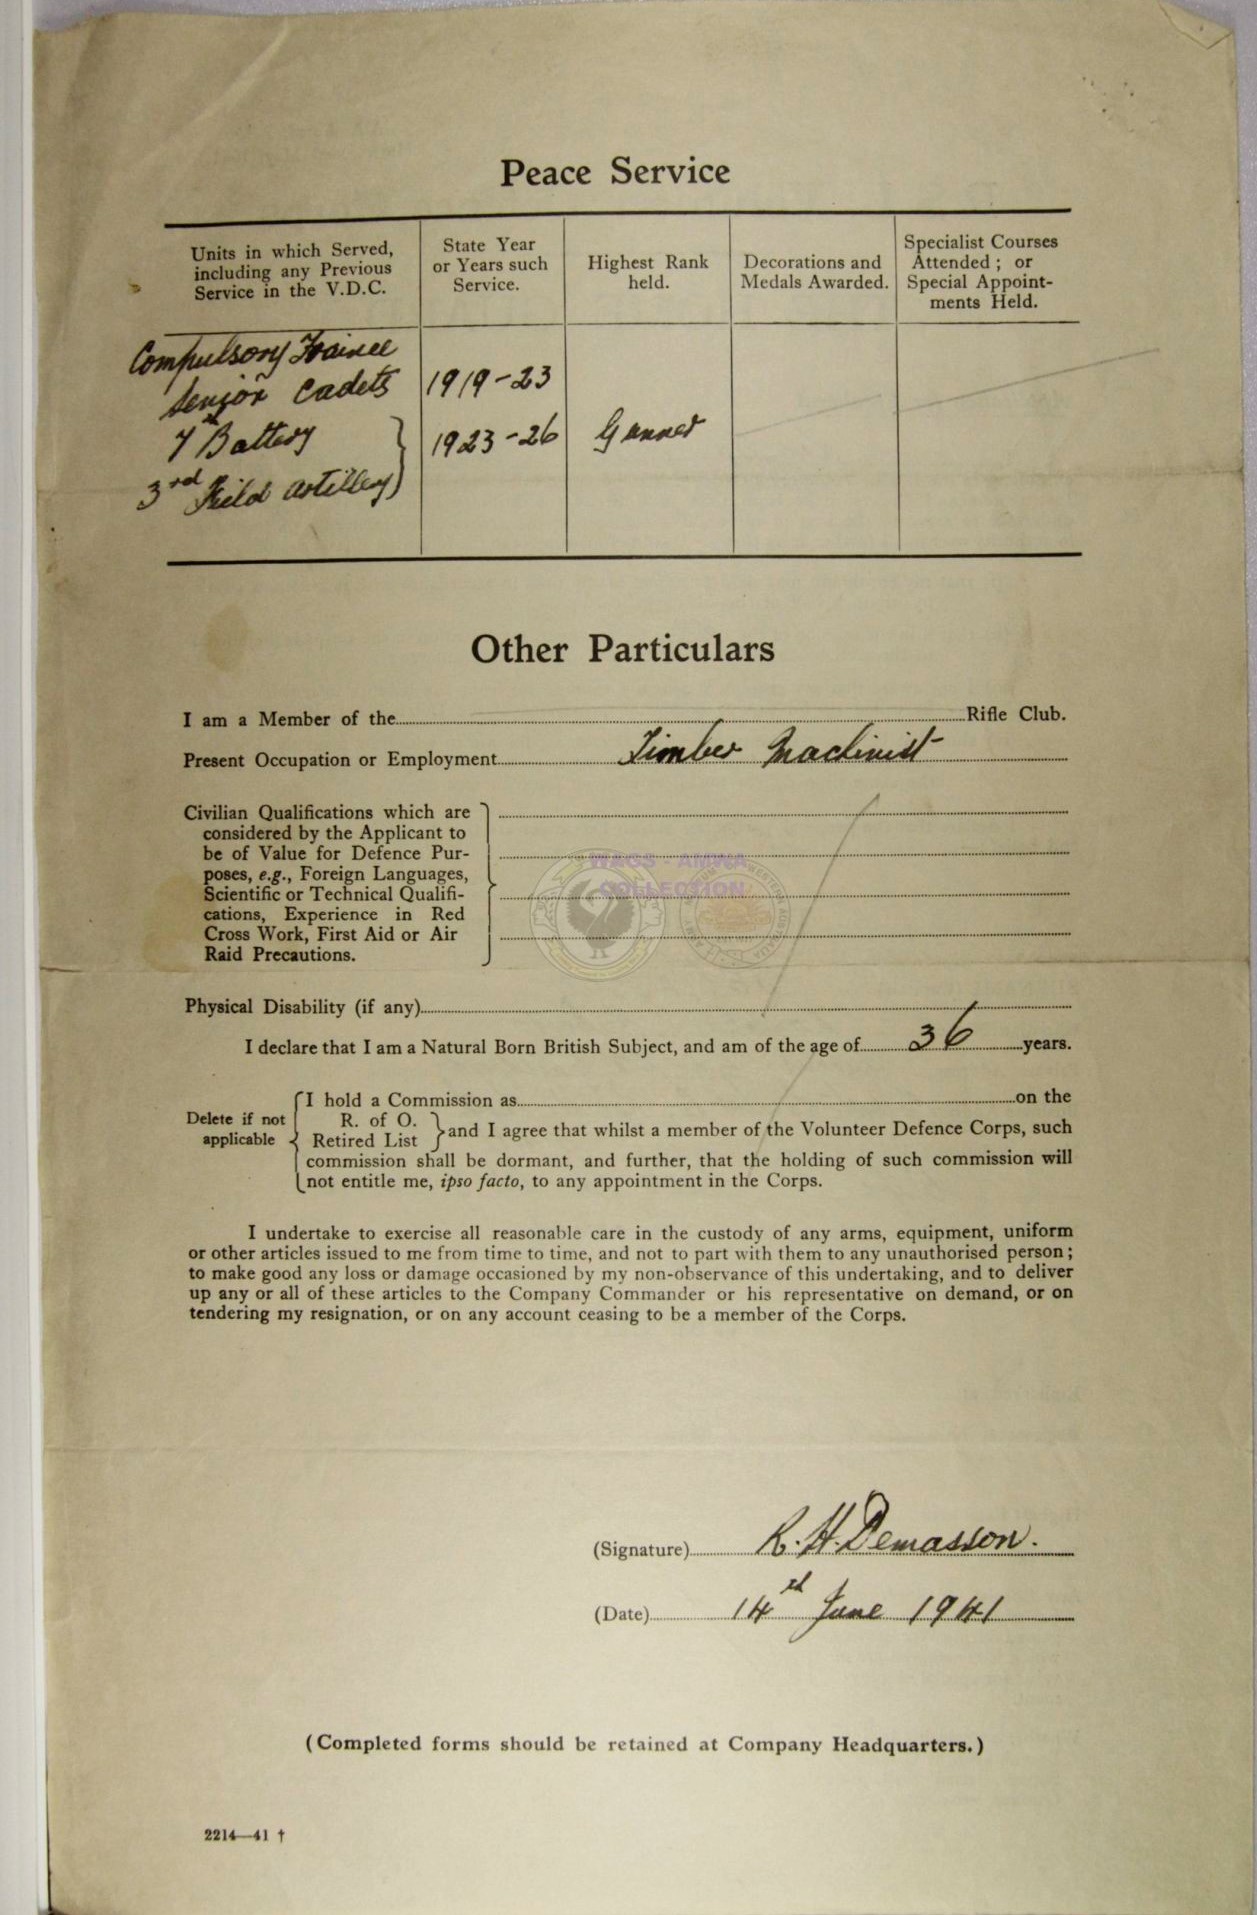 Peace Service
Units in which Served, including any Previous Service in the V.D.C.
State Year or Years such Service.
Highest Rank held.
Decorations and Medals Awarded.
Specialist Courses Attended ; or Special Appoint- ments Held.
Compulsory Trainee
Senior Cadets 1919-23
7 Battery } 1923-26 Gunner
3rd Field Artillery
Other Particulars
I am a Member of the Rifle Club.
Present Occupation or Employment Timber Machinist
Civilian Qualifications which are
considered by the Applicant to
be of Value for Defence Pur-
poses, e.g., Foreign Languages,
Scientific or Technical Qualifi-
cations, Experience in Red
Cross Work, First Aid or Air
Raid Precautions.
WAGS - AMWA
COLLECTION
Physical Disability (if any)
I declare that I am a Natural Born British Subject, and am of the age of 36 years.
Delete if not applicable
I hold a Commission as on the
R. of O.
Retired List } and I agree that whilst a member of the Volunteer Defence Corps, such
commission shall be dormant, and further, that the holding of such commission will
not entitle me, ipso facto, to any appointment in the Corps.
I undertake to exercise all reasonable care in the custody of any arms, equipment, uniform
or other articles issued to me from time to time, and not to part with them to any unauthorised person ;
to make good any loss or damage occasioned by my non-observance of this undertaking, and to deliver
up any or all of these articles to the Company Commander or his representative on demand, or on
tendering my resignation, or on any account ceasing to be a member of the Corps.
(Signature) R. H. Demasson.
(Date) 14 June 1941
(Completed forms should be retained at Company Headquarters.)
2214—41 †